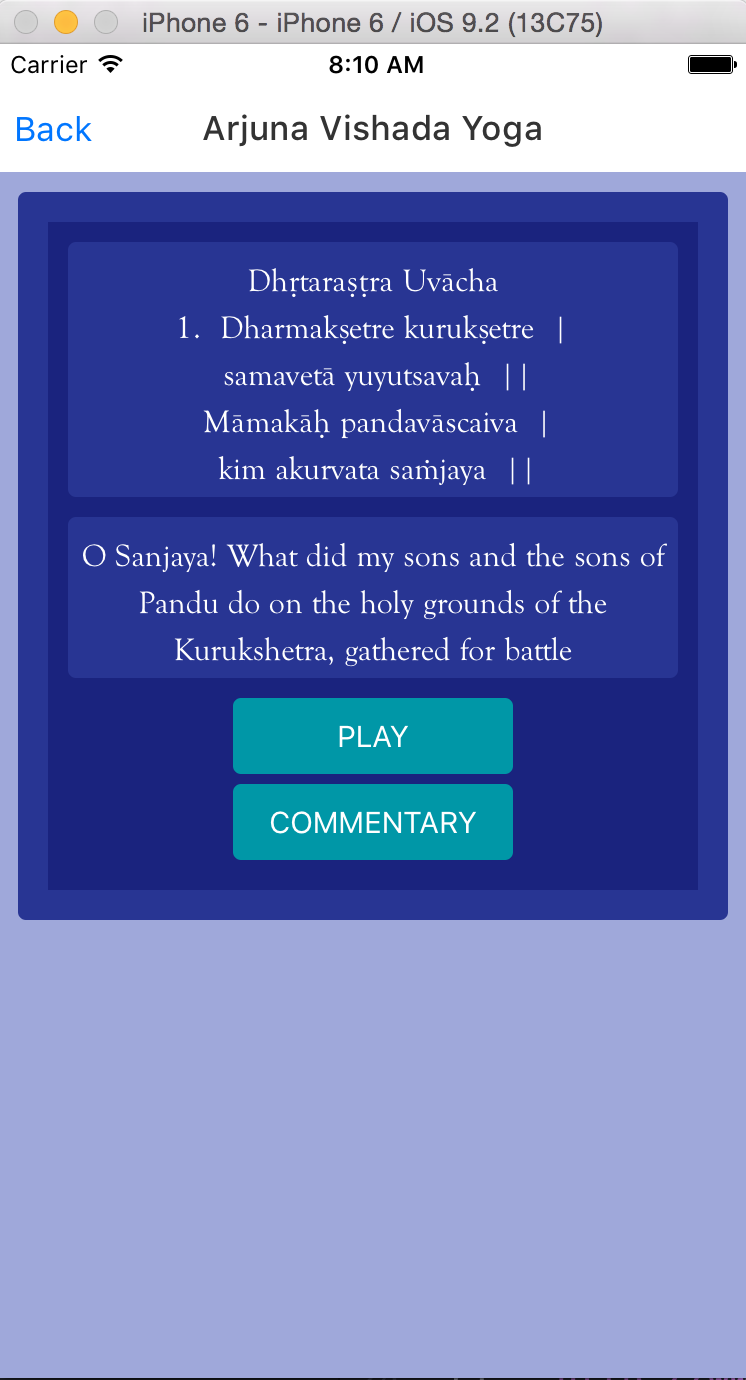 iPhone 6 - iPhone 6 / iOS 9.2 (13C75)
Carrier 8:10 AM
Back Arjuna Vishada Yoga
Dhṛtaraṣṭra Uvācha
1. Dharmakṣetre kurukṣetre |
samavetā yuyutsavaḥ ||
Māmakāḥ pandavāscaiva |
kim akurvata saṁjaya ||
O Sanjaya! What did my sons and the sons of
Pandu do on the holy grounds of the
Kurukshetra, gathered for battle
PLAY
COMMENTARY